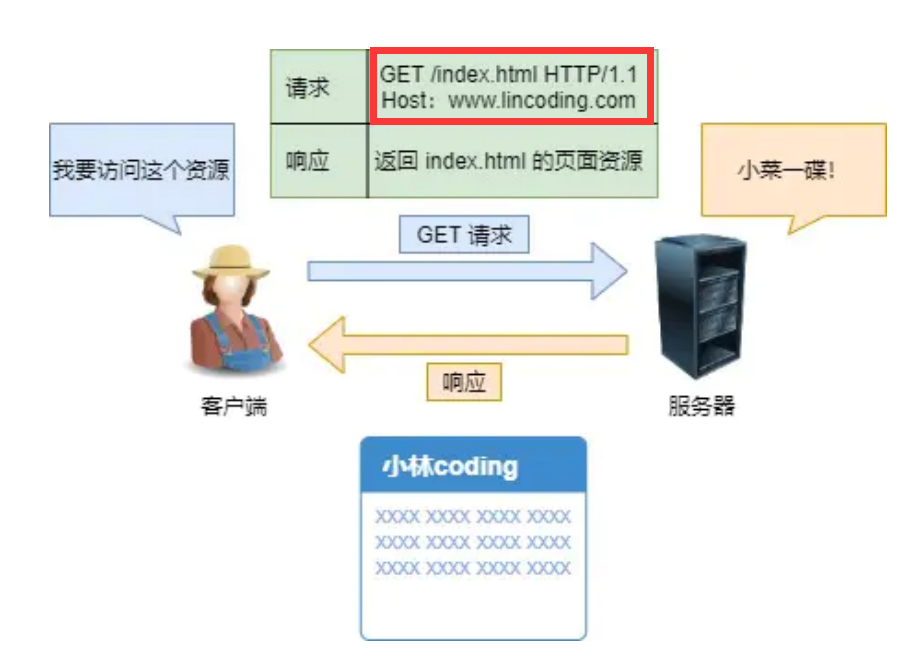 请求
GET /index.html HTTP/1.1
Host：www.lincoding.com
响应
返回 index.html 的页面资源
我要访问这个资源
小菜一碟！
GET 请求
响应
客户端
服务器
小林coding
XXXX XXXX XXXX XXXX
XXXX XXXX XXXX XXXX
XXXX XXXX XXXX XXXX